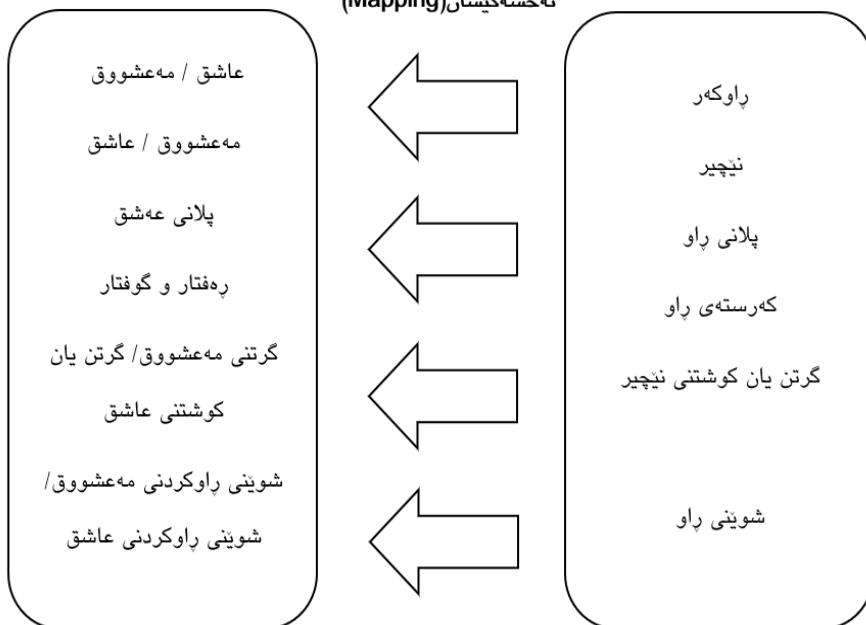 (Mapping)
ڕاوکەر
نێچیر
پلانی ڕاو
کەرستەی ڕاو
گرتن یان کوشتنی نێچیر
شوێنی ڕاو
عاشق / مەعشووق
مەعشووق / عاشق
پلانی عەشق
ڕەفتار و گوفتار
گرتنی مەعشووق/ گرتن یان
کوشتنی عاشق
شوێنی ڕاوکردنی مەعشووق/
شوێنی ڕاوکردنی عاشق